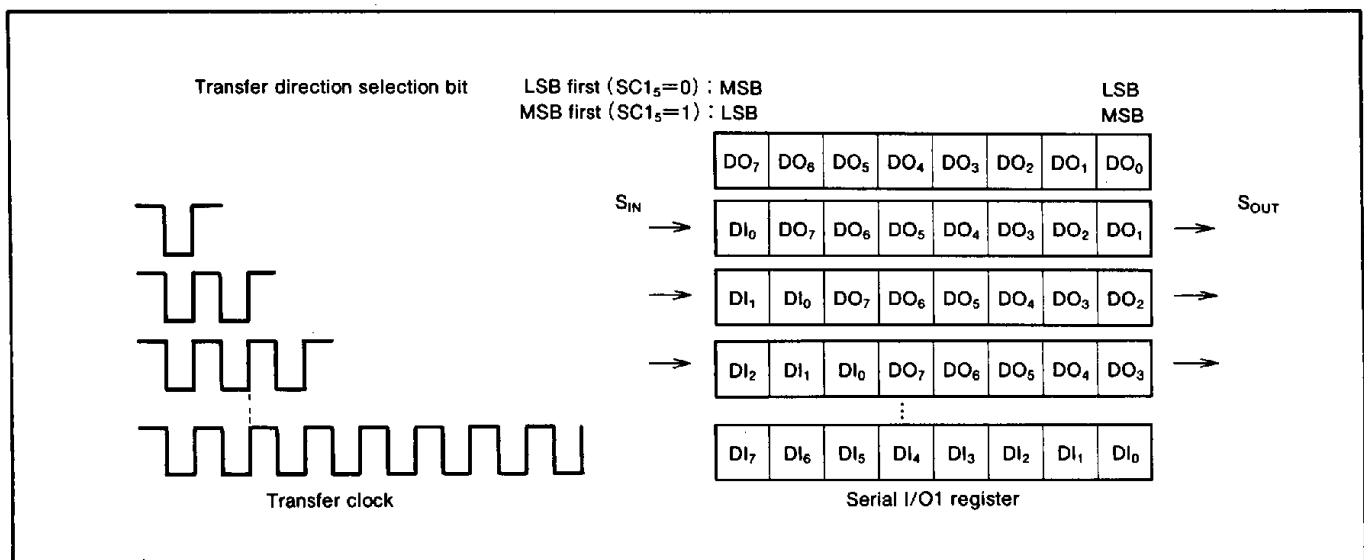 Transfer direction selection bit LSB first (SC1₅=0) : MSB LSB
MSB first (SC1₅=1) : LSB MSB
DO₇ DO₆ DO₅ DO₄ DO₃ DO₂ DO₁ DO₀
S_IN S_OUT
DI₀ DO₇ DO₆ DO₅ DO₄ DO₃ DO₂ DO₁
DI₁ DI₀ DO₇ DO₆ DO₅ DO₄ DO₃ DO₂
DI₂ DI₁ DI₀ DO₇ DO₆ DO₅ DO₄ DO₃
DI₇ DI₆ DI₅ DI₄ DI₃ DI₂ DI₁ DI₀
Transfer clock Serial I/O1 register